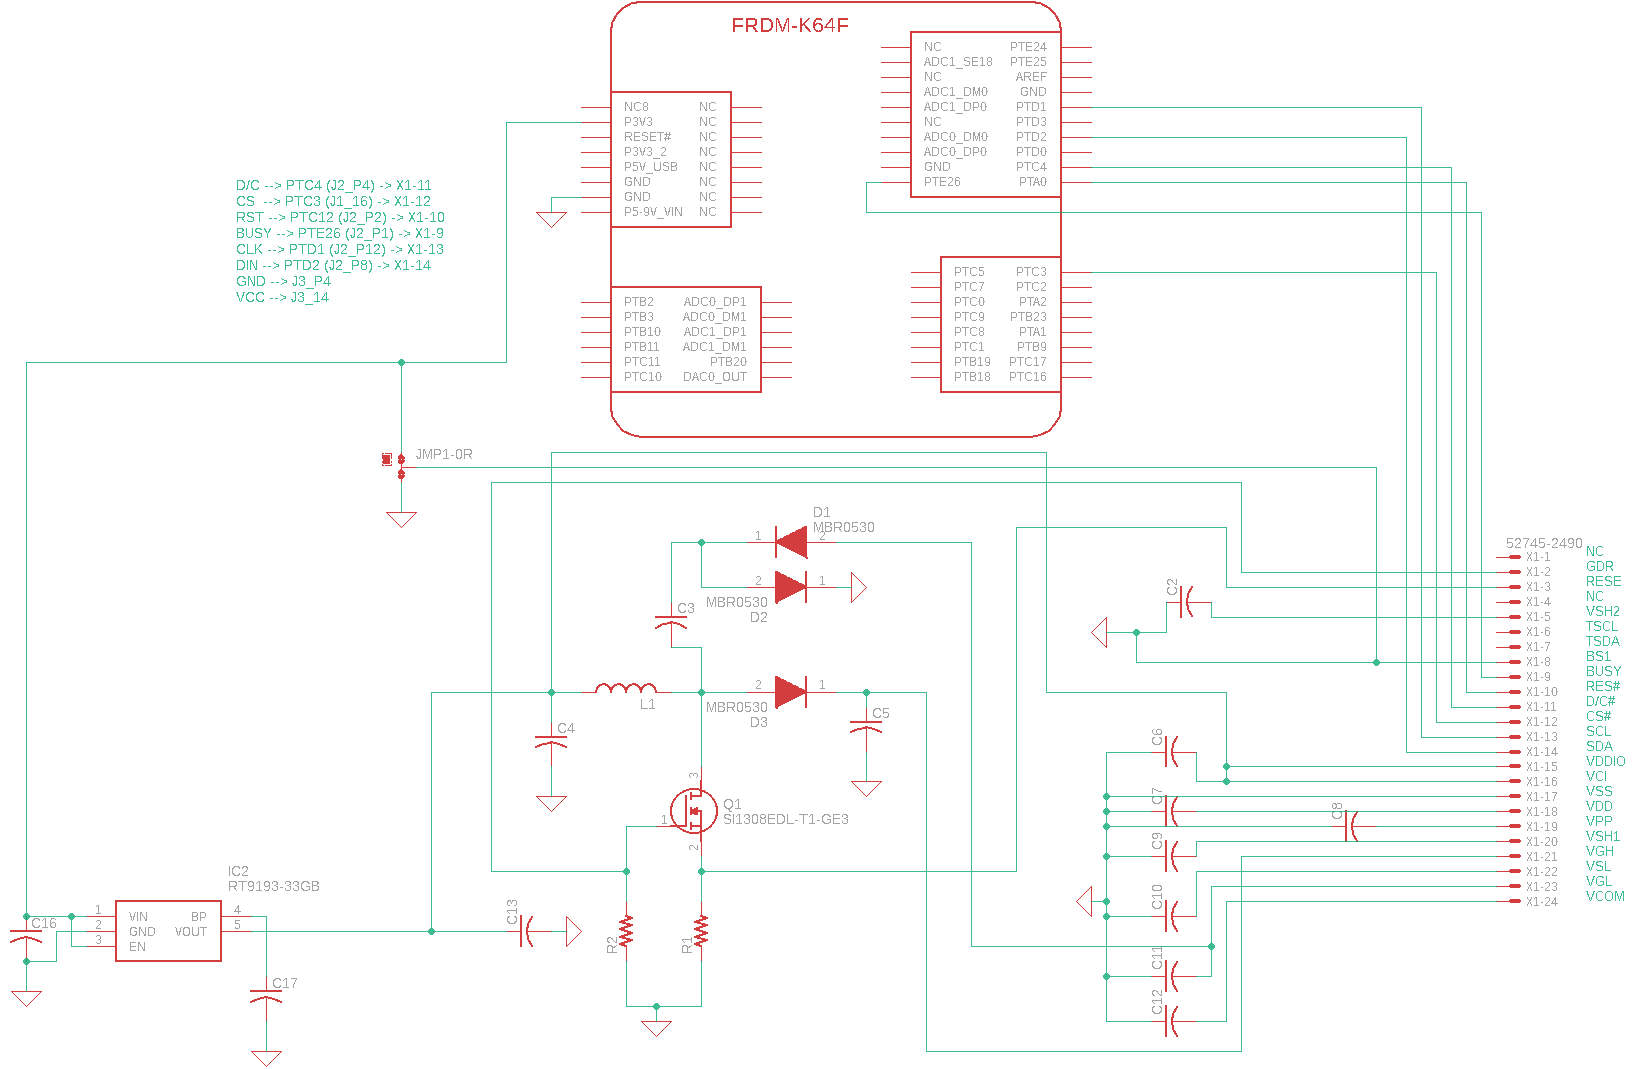 FRDM-K64F
NC PTE24
ADC1_SE18 PTE25
NC AREF
ADC1_DM0 GND
ADC1_DP0 PTD1
NC PTD3
ADC0_DM0 PTD2
ADC0_DP0 PTD0
GND PTC4
PTE26 PTA0
NC8 NC
P3V3 NC
RESET# NC
P3V3_2 NC
P5V_USB NC
GND NC
GND NC
P5-9V_VIN NC
D/C --> PTC4 (J2_P4) -> X1-11
CS --> PTC3 (J1_16) -> X1-12
RST --> PTC12 (J2_P2) -> X1-10
BUSY --> PTE26 (J2_P1) -> X1-9
CLK --> PTD1 (J2_P12) -> X1-13
DIN --> PTD2 (J2_P8) -> X1-14
GND --> J3_P4
VCC --> J3_14
PTB2 ADC0_DP1
PTB3 ADC0_DM1
PTB10 ADC1_DP1
PTB11 ADC1_DM1
PTC11 PTB20
PTC10 DAC0_OUT
PTC5 PTC3
PTC7 PTC2
PTC0 PTA2
PTC9 PTB23
PTC8 PTA1
PTC1 PTB9
PTB19 PTC17
PTB18 PTC16
JMP1-0R
D1
MBR0530
1 2
2 1
MBR0530
D2
C3
2 1
MBR0530
D3
L1
C4
C5
3
Q1
SI1308EDL-T1-GE3
1
2
R2
R1
C13
IC2
RT9193-33GB
1 VIN BP 4
2 GND VOUT 5
3 EN
C16
C17
C2
C6
C7
C8
C9
C10
C11
C12
52745-2490
X1-1 NC
X1-2 GDR
X1-3 RESE
X1-4 NC
X1-5 VSH2
X1-6 TSCL
X1-7 TSDA
X1-8 BS1
X1-9 BUSY
X1-10 RES#
X1-11 D/C#
X1-12 CS#
X1-13 SCL
X1-14 SDA
X1-15 VDDIO
X1-16 VCI
X1-17 VSS
X1-18 VDD
X1-19 VPP
X1-20 VSH1
X1-21 VGH
X1-22 VSL
X1-23 VGL
X1-24 VCOM